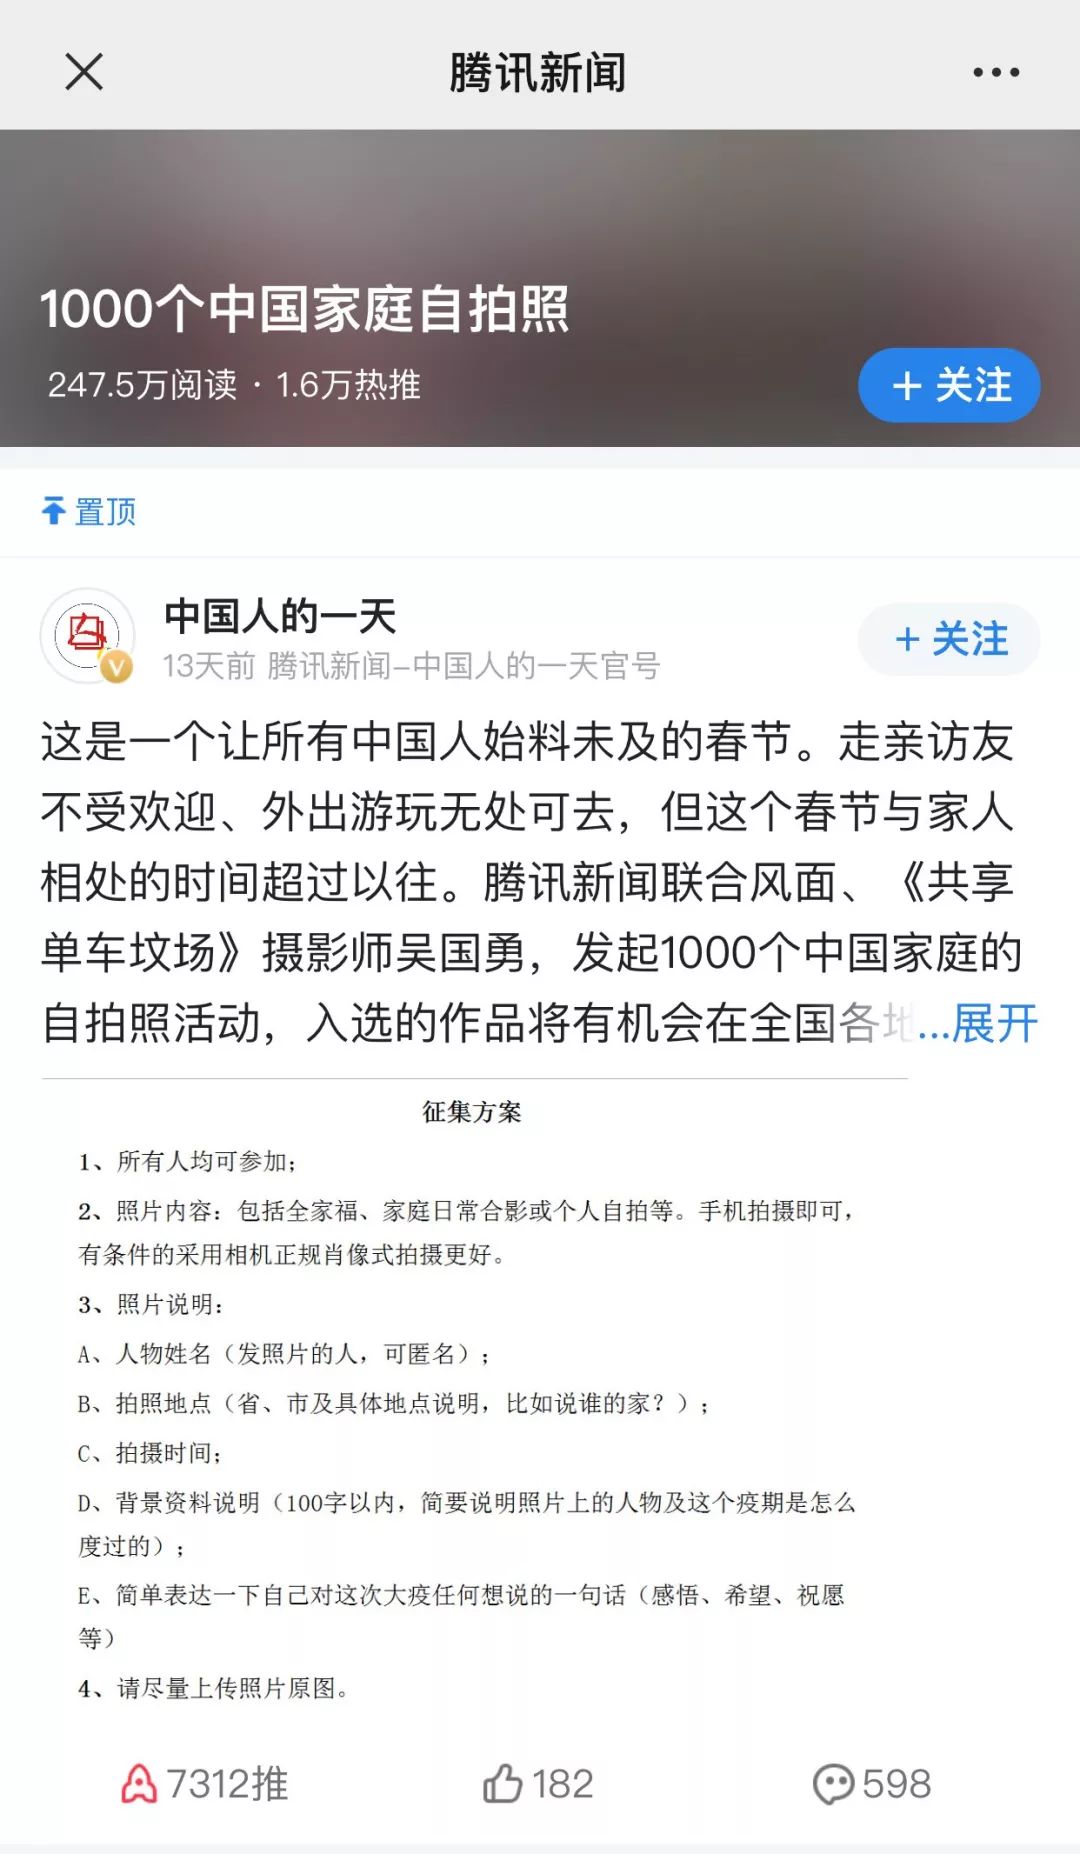 腾讯新闻
1000个中国家庭自拍照
247.5万阅读 · 1.6万热推
+ 关注
置顶
中国人的一天
13天前 腾讯新闻-中国人的一天官号
+ 关注
这是一个让所有中国人始料未及的春节。走亲访友
不受欢迎、外出游玩无处可去，但这个春节与家人
相处的时间超过以往。腾讯新闻联合风面、《共享
单车坟场》摄影师吴国勇，发起1000个中国家庭的
自拍照活动，入选的作品将有机会在全国各地...展开
征集方案
1、所有人均可参加；
2、照片内容：包括全家福、家庭日常合影或个人自拍等。手机拍摄即可，
有条件的采用相机正规肖像式拍摄更好。
3、照片说明：
A、人物姓名（发照片的人，可匿名）；
B、拍照地点（省、市及具体地点说明，比如说谁的家？）；
C、拍摄时间；
D、背景资料说明（100字以内，简要说明照片上的人物及这个疫期是怎么
度过的）；
E、简单表达一下自己对这次大疫任何想说的一句话（感悟、希望、祝愿
等）
4、请尽量上传照片原图。
7312推
182
598